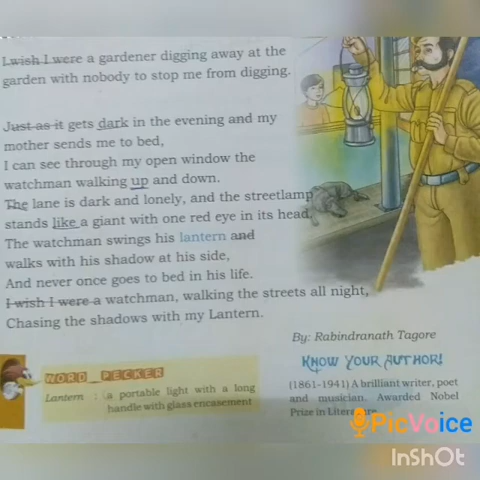 I wish I were a gardener digging away at the
garden with nobody to stop me from digging.
Just as it gets dark in the evening and my
mother sends me to bed,
I can see through my open window the
watchman walking up and down.
The lane is dark and lonely, and the streetlamp
stands like a giant with one red eye in its head.
The watchman swings his lantern and
walks with his shadow at his side,
And never once goes to bed in his life.
I wish I were a watchman, walking the streets all night,
Chasing the shadows with my Lantern.
By: Rabindranath Tagore
KNOW YOUR AUTHOR!
(1861-1941) A brilliant writer, poet
and musician. Awarded Nobel
Prize in Literature.
WORD_PECKER
Lantern : a portable light with a long
handle with glass encasement
PicVoice
InShOt